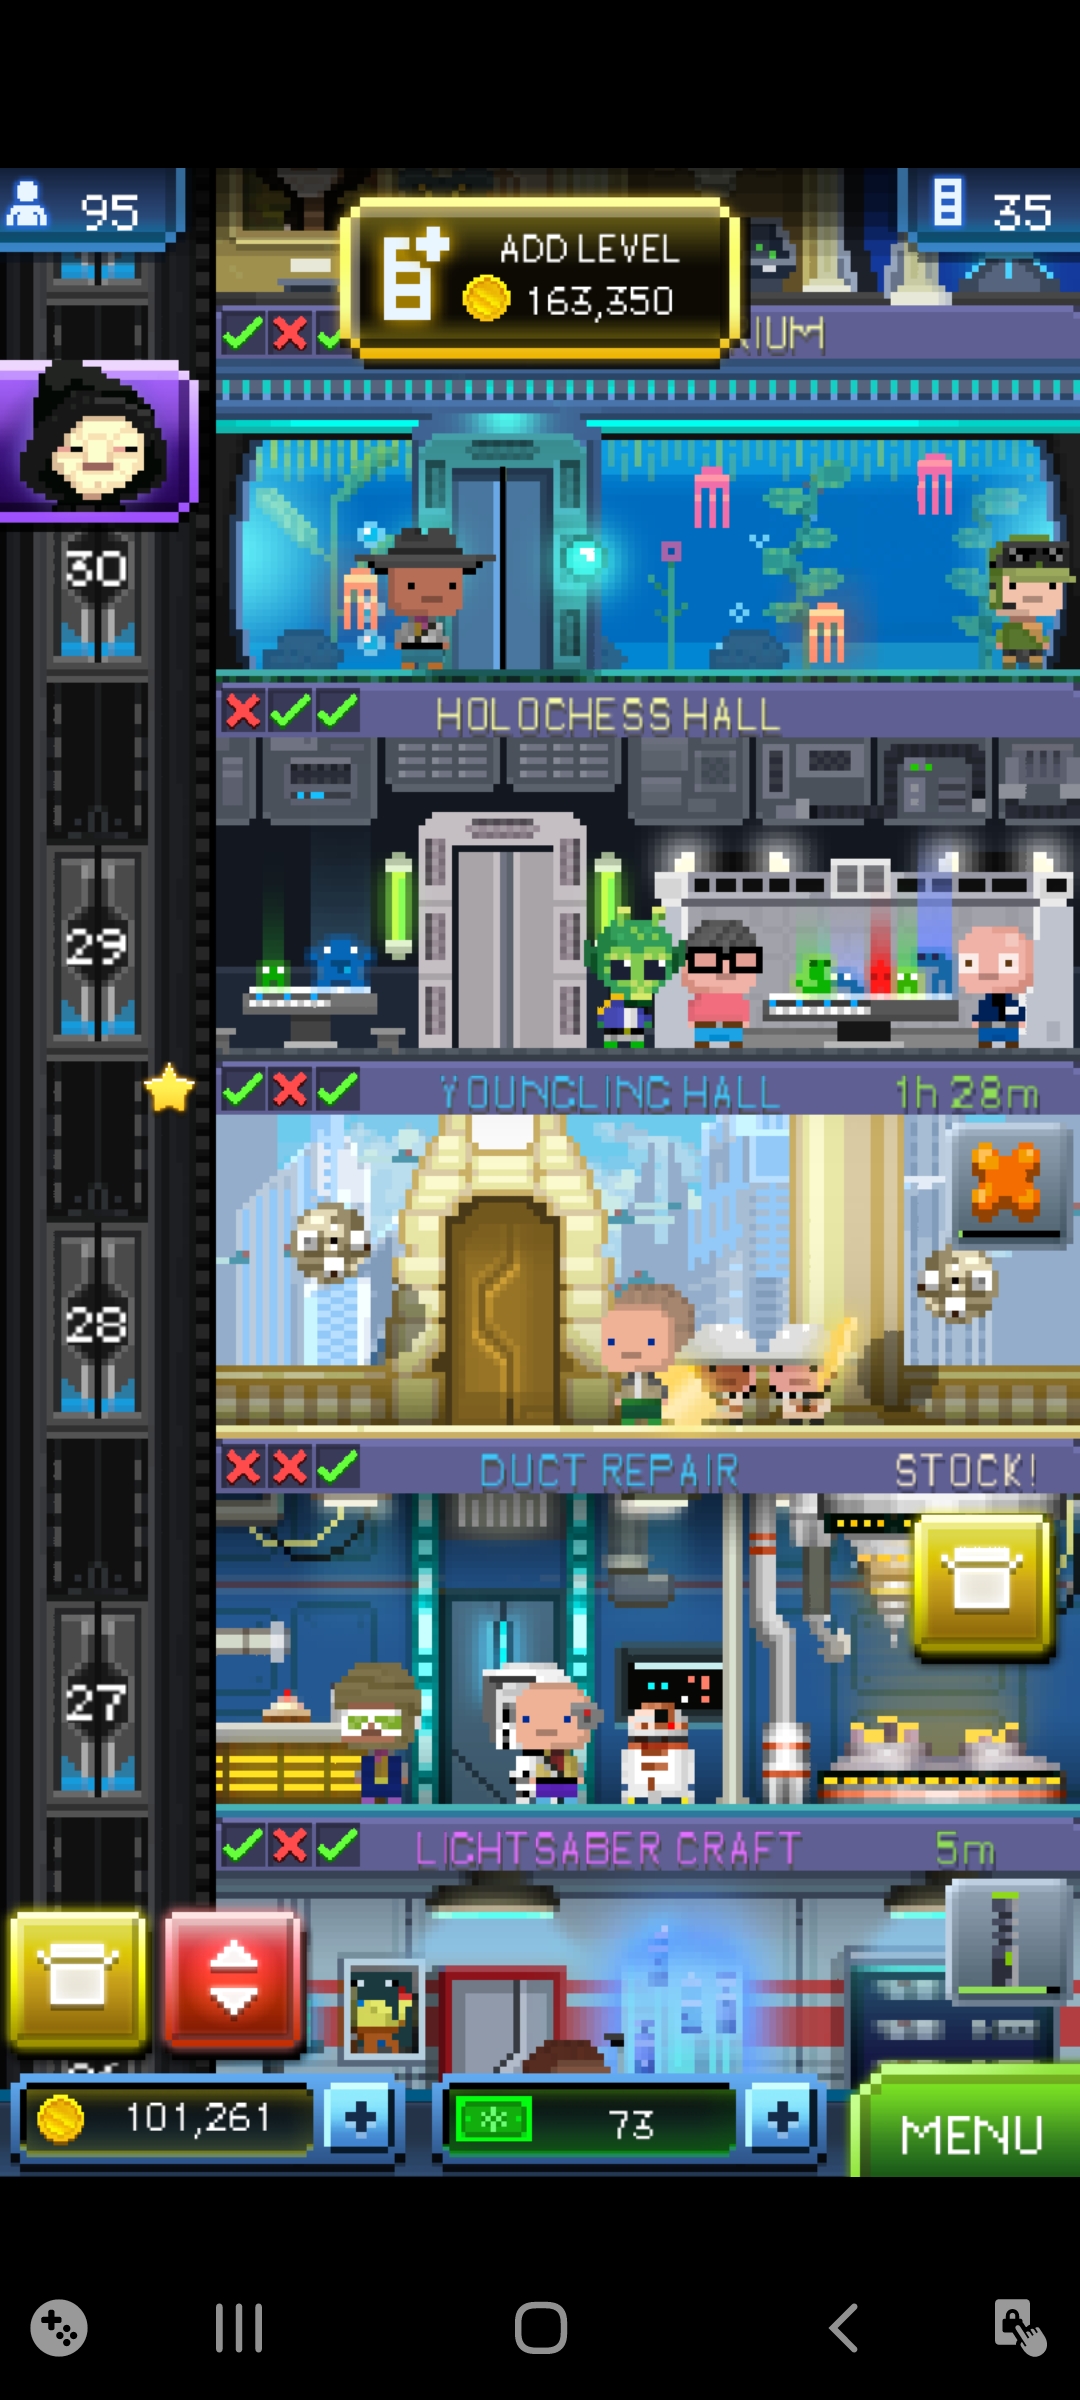 95
35
ADD LEVEL
163,350
30
HOLOCHESS HALL
29
YOUNGLING HALL
1h 28m
28
DUCT REPAIR
STOCK!
27
LIGHTSABER CRAFT
5m
101,261
73
MENU